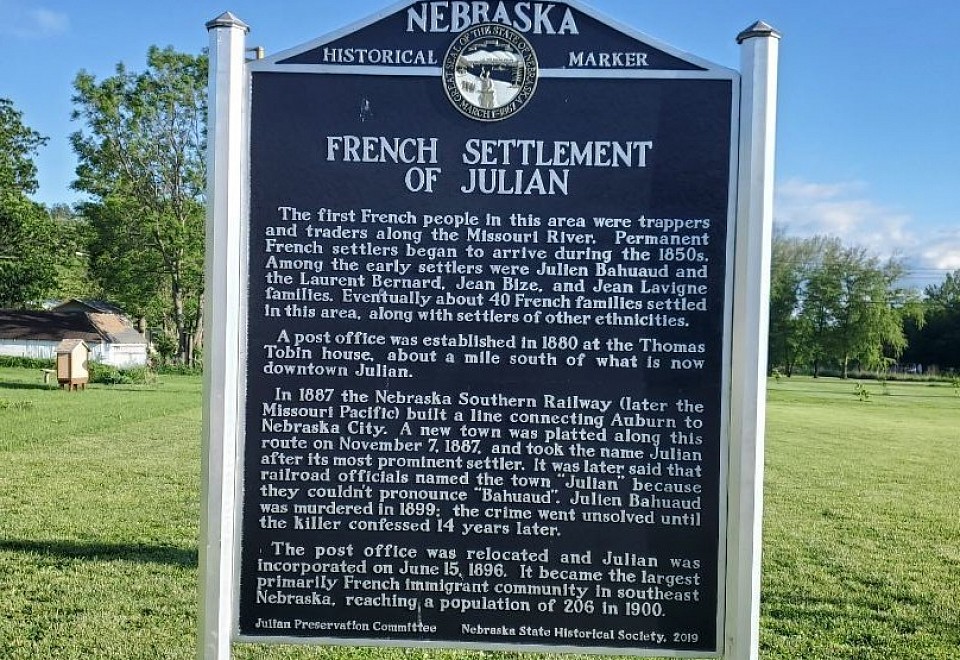 NEBRASKA
HISTORICAL MARKER
GREAT SEAL OF THE STATE OF NEBRASKA
MARCH 1ST 1867
FRENCH SETTLEMENT
OF JULIAN
The first French people in this area were trappers
and traders along the Missouri River. Permanent
French settlers began to arrive during the 1850s.
Among the early settlers were Julien Bahuaud and
the Laurent Bernard, Jean Bize, and Jean Lavigne
families. Eventually about 40 French families settled
in this area, along with settlers of other ethnicities.
A post office was established in 1880 at the Thomas
Tobin house, about a mile south of what is now
downtown Julian.
In 1887 the Nebraska Southern Railway (later the
Missouri Pacific) built a line connecting Auburn to
Nebraska City. A new town was platted along this
route on November 7, 1887, and took the name Julian
after its most prominent settler. It was later said that
railroad officials named the town "Julian" because
they couldn't pronounce "Bahuaud". Julien Bahuaud
was murdered in 1899; the crime went unsolved until
the killer confessed 14 years later.
The post office was relocated and Julian was
incorporated on June 15, 1896. It became the largest
primarily French immigrant community in southeast
Nebraska, reaching a population of 206 in 1900.
Julian Preservation Committee Nebraska State Historical Society, 2019